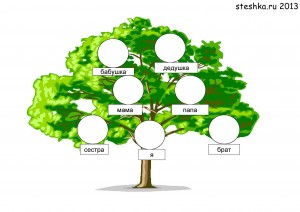 steshka.ru 2013
дедушка
бабушка
мама
папа
сестра
я
брат